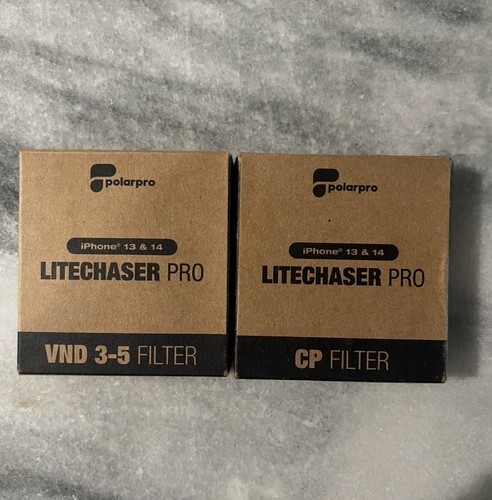 polarpro
iPhone® 13 & 14
LITECHASER PRO
VND 3-5 FILTER
polarpro
iPhone® 13 & 14
LITECHASER PRO
CP FILTER